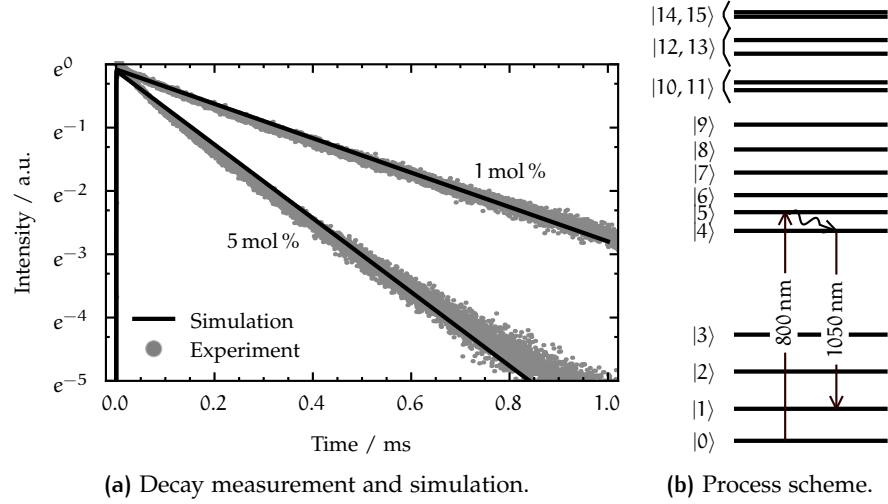 e⁰
e⁻¹
e⁻²
e⁻³
e⁻⁴
e⁻⁵
Intensity / a.u.
1 mol %
5 mol %
Simulation
Experiment
0.0 0.2 0.4 0.6 0.8 1.0
Time / ms
(a) Decay measurement and simulation.
|14, 15⟩
|12, 13⟩
|10, 11⟩
|9⟩
|8⟩
|7⟩
|6⟩
|5⟩
|4⟩
|3⟩
|2⟩
|1⟩
|0⟩
800 nm
1050 nm
(b) Process scheme.